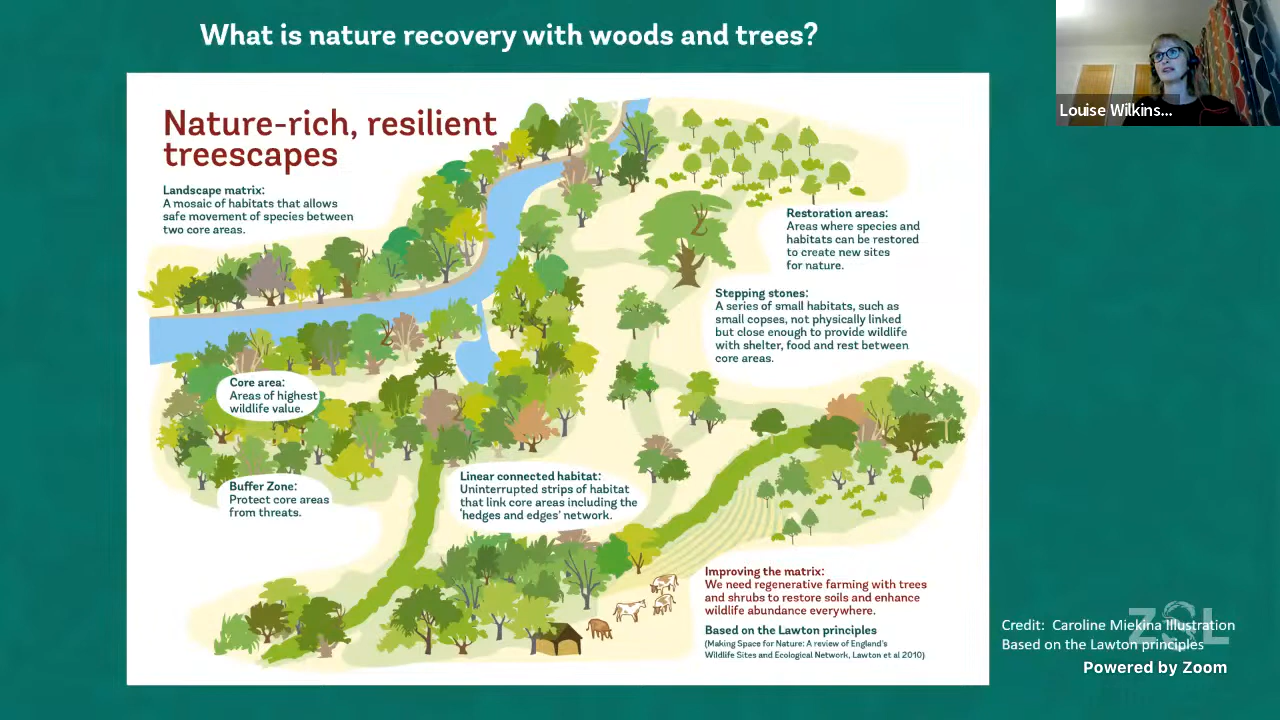 What is nature recovery with woods and trees?
Louise Wilkins...
Nature-rich, resilient
treescapes
Landscape matrix:
A mosaic of habitats that allows
safe movement of species between
two core areas.
Restoration areas:
Areas where species and
habitats can be restored
to create new sites
for nature.
Stepping stones:
A series of small habitats, such as
small copses, not physically linked
but close enough to provide wildlife
with shelter, food and rest between
core areas.
Core area:
Areas of highest
wildlife value.
Buffer Zone:
Protect core areas
from threats.
Linear connected habitat:
Uninterrupted strips of habitat
that link core areas including the
'hedges and edges' network.
Improving the matrix:
We need regenerative farming with trees
and shrubs to restore soils and enhance
wildlife abundance everywhere.
Based on the Lawton principles
(Making Space for Nature: A review of England's
Wildlife Sites and Ecological Network, Lawton et al 2010)
ZSL
Credit: Caroline Miekina Illustration
Based on the Lawton principles
Powered by Zoom